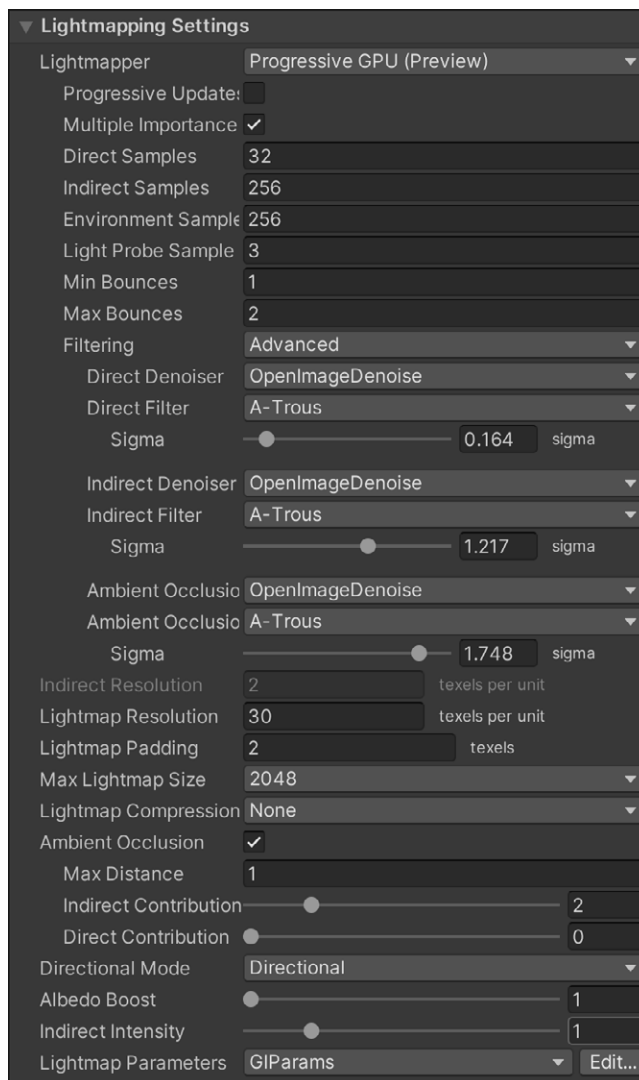 Lightmapping Settings
Lightmapper Progressive GPU (Preview)
Progressive Update
Multiple Importance
Direct Samples 32
Indirect Samples 256
Environment Sample 256
Light Probe Sample 3
Min Bounces 1
Max Bounces 2
Filtering Advanced
Direct Denoiser OpenImageDenoise
Direct Filter A-Trous
Sigma 0.164 sigma
Indirect Denoiser OpenImageDenoise
Indirect Filter A-Trous
Sigma 1.217 sigma
Ambient Occlusio OpenImageDenoise
Ambient Occlusio A-Trous
Sigma 1.748 sigma
Indirect Resolution 2 texels per unit
Lightmap Resolution 30 texels per unit
Lightmap Padding 2 texels
Max Lightmap Size 2048
Lightmap Compression None
Ambient Occlusion
Max Distance 1
Indirect Contribution 2
Direct Contribution 0
Directional Mode Directional
Albedo Boost 1
Indirect Intensity 1
Lightmap Parameters GIParams Edit...